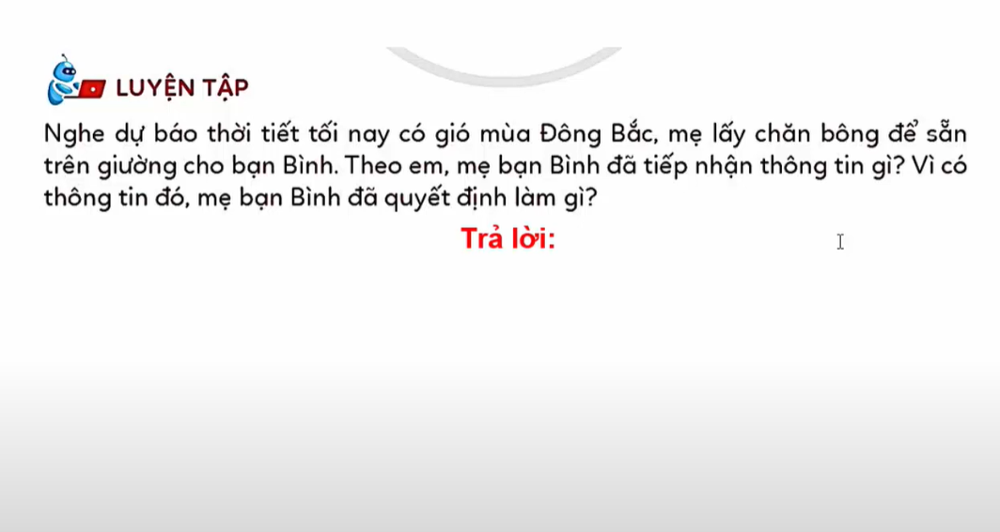 LUYỆN TẬP
Nghe dự báo thời tiết tối nay có gió mùa Đông Bắc, mẹ lấy chăn bông để sẵn
trên giường cho bạn Bình. Theo em, mẹ bạn Bình đã tiếp nhận thông tin gì? Vì có
thông tin đó, mẹ bạn Bình đã quyết định làm gì?
Trả lời: